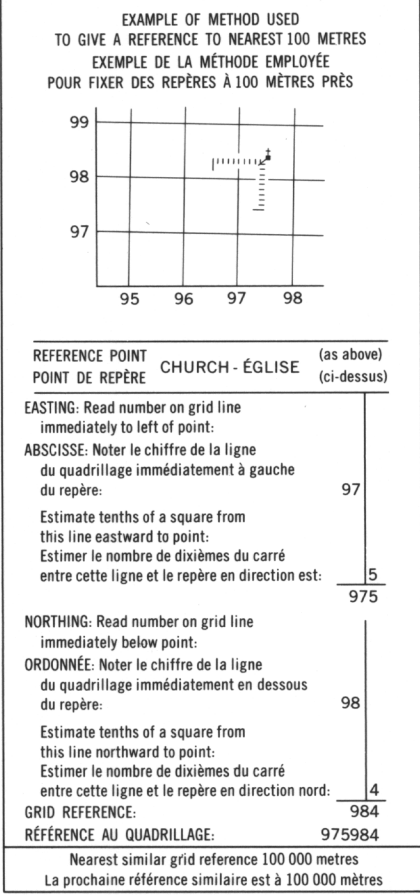 EXAMPLE OF METHOD USED
TO GIVE A REFERENCE TO NEAREST 100 METRES
EXEMPLE DE LA MÉTHODE EMPLOYÉE
POUR FIXER DES REPÈRES À 100 MÈTRES PRÈS
99
98
97
95 96 97 98
REFERENCE POINT
POINT DE REPÈRE
CHURCH - ÉGLISE
(as above)
(ci-dessus)
EASTING: Read number on grid line
immediately to left of point:
ABSCISSE: Noter le chiffre de la ligne
du quadrillage immédiatement à gauche
du repère: 97
Estimate tenths of a square from
this line eastward to point:
Estimer le nombre de dixièmes du carré
entre cette ligne et le repère en direction est: 5
975
NORTHING: Read number on grid line
immediately below point:
ORDONNÉE: Noter le chiffre de la ligne
du quadrillage immédiatement en dessous
du repère: 98
Estimate tenths of a square from
this line northward to point:
Estimer le nombre de dixièmes du carré
entre cette ligne et le repère en direction nord: 4
GRID REFERENCE: 984
RÉFÉRENCE AU QUADRILLAGE: 975984
Nearest similar grid reference 100 000 metres
La prochaine référence similaire est à 100 000 mètres